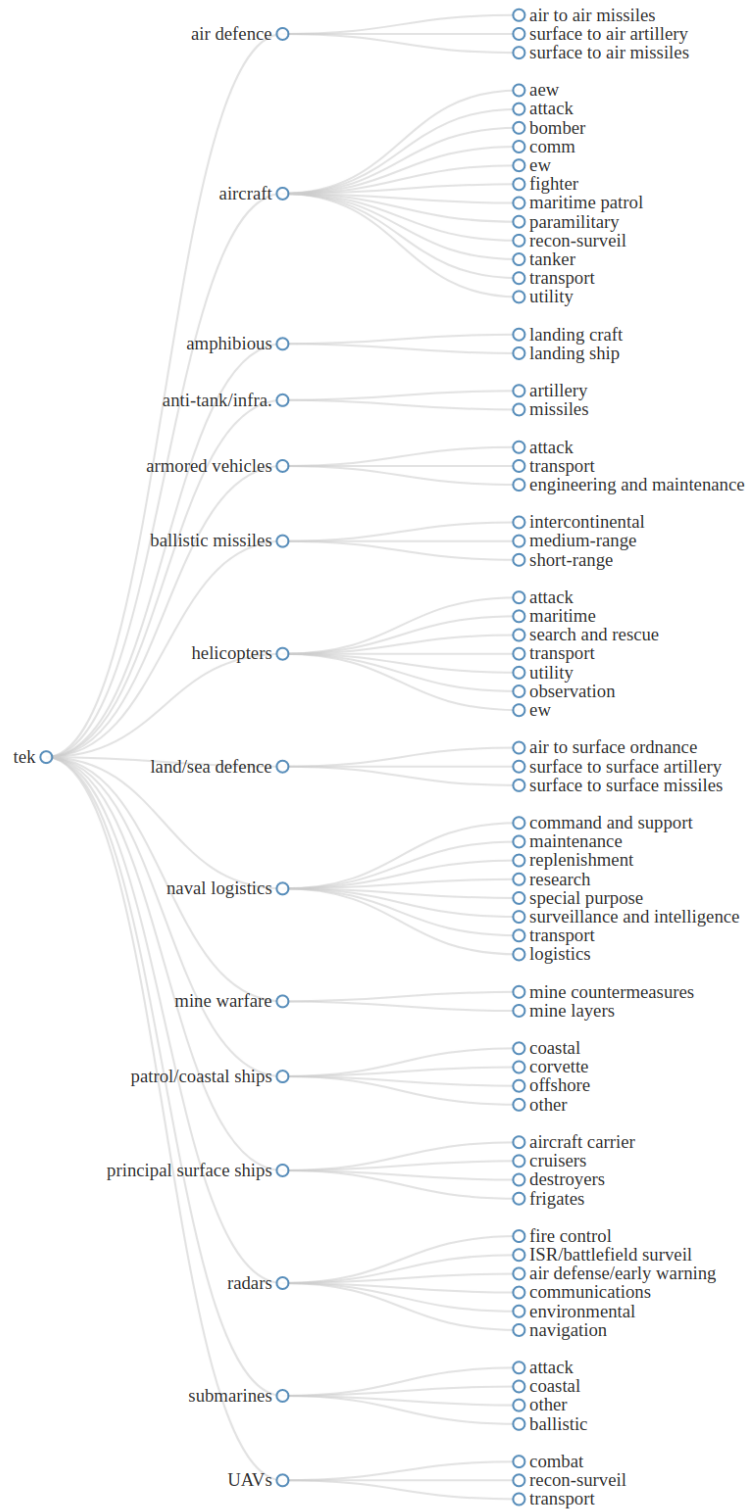 air defence
air to air missiles
surface to air artillery
surface to air missiles
aircraft
aew
attack
bomber
comm
ew
fighter
maritime patrol
paramilitary
recon-surveil
tanker
transport
utility
amphibious
landing craft
landing ship
anti-tank/infra.
artillery
missiles
armored vehicles
attack
transport
engineering and maintenance
ballistic missiles
intercontinental
medium-range
short-range
helicopters
attack
maritime
search and rescue
transport
utility
observation
ew
tek
land/sea defence
air to surface ordnance
surface to surface artillery
surface to surface missiles
naval logistics
command and support
maintenance
replenishment
research
special purpose
surveillance and intelligence
transport
logistics
mine warfare
mine countermeasures
mine layers
patrol/coastal ships
coastal
corvette
offshore
other
principal surface ships
aircraft carrier
cruisers
destroyers
frigates
radars
fire control
ISR/battlefield surveil
air defense/early warning
communications
environmental
navigation
submarines
attack
coastal
other
ballistic
UAVs
combat
recon-surveil
transport